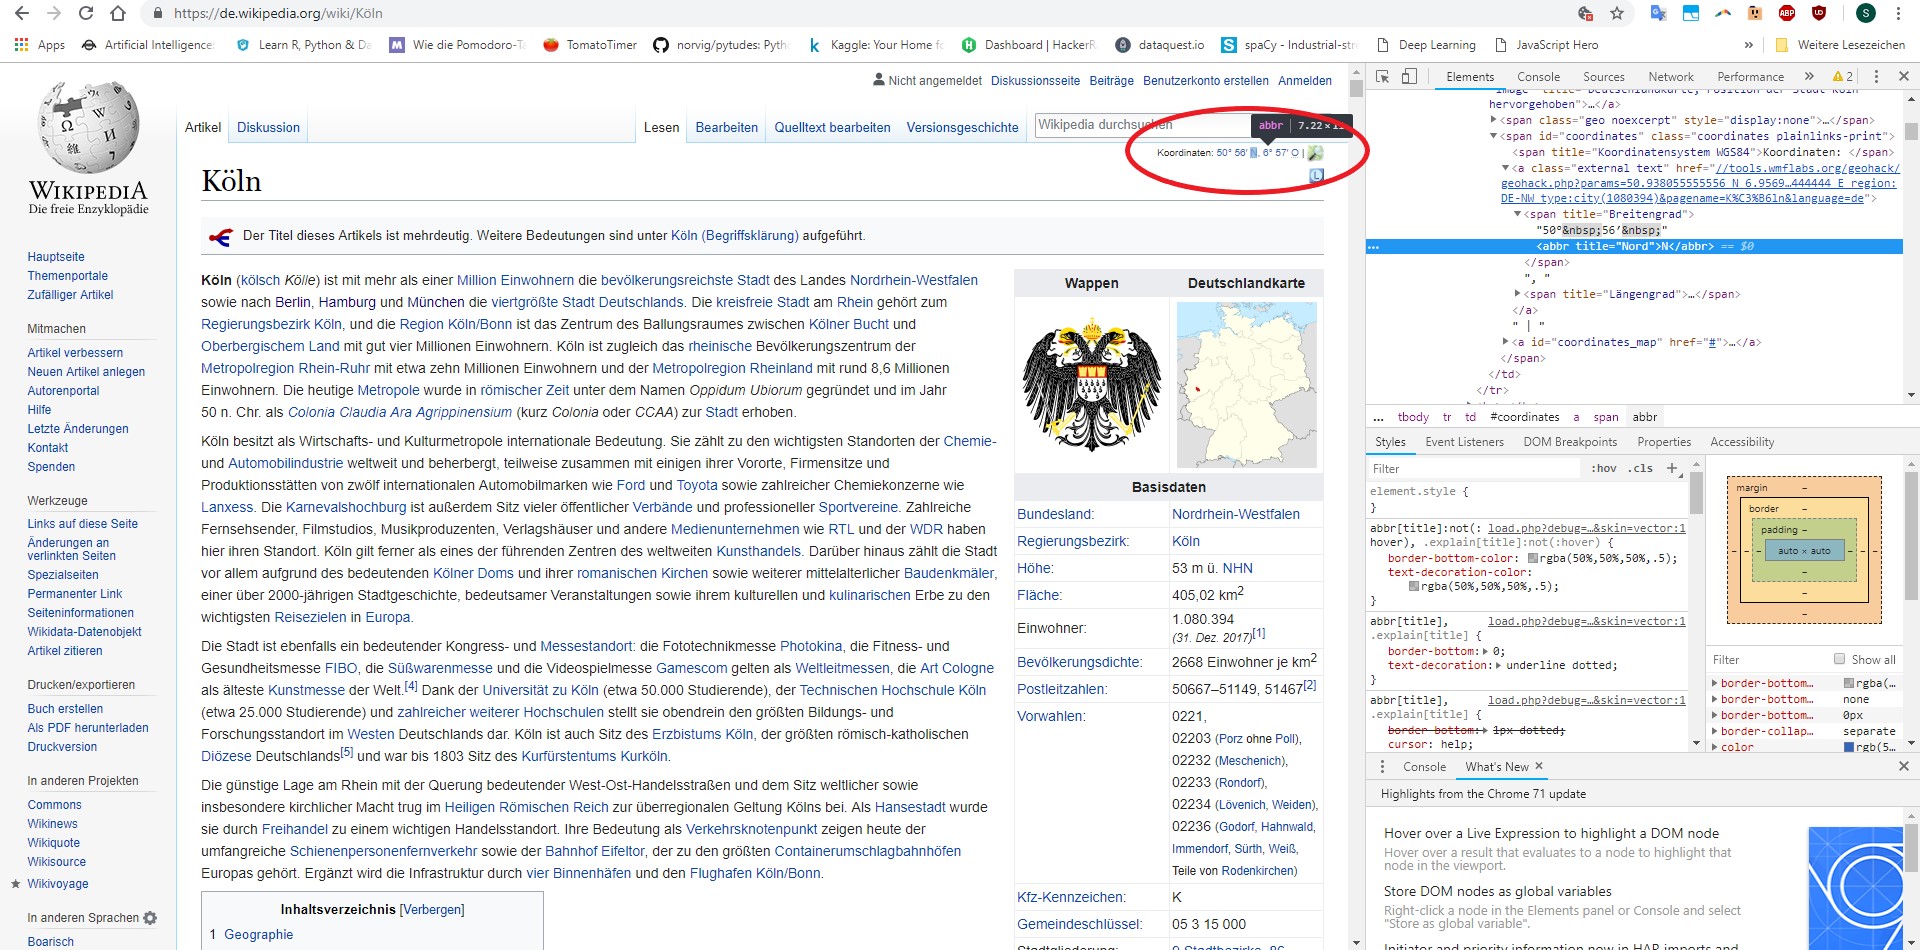 https://de.wikipedia.org/wiki/Köln
Apps
Artificial Intelligence:
Learn R, Python & Da
Wie die Pomodoro-Ta
TomatoTimer
norvig/pytudes: Pyth
Kaggle: Your Home f
Dashboard | HackerR
dataquest.io
spaCy - Industrial-str
Deep Learning
JavaScript Hero
»
Weitere Lesezeichen
Nicht angemeldet Diskussionsseite Beiträge Benutzerkonto erstellen Anmelden
Artikel Diskussion
Lesen Bearbeiten Quelltext bearbeiten Versionsgeschichte
Wikipedia durchsuchen
abbr | 7.22 × 11
Koordinaten: 50° 56′ N, 6° 57′ O |
WIKIPEDIA
Die freie Enzyklopädie
Hauptseite
Themenportale
Zufälliger Artikel
Mitmachen
Artikel verbessern
Neuen Artikel anlegen
Autorenportal
Hilfe
Letzte Änderungen
Kontakt
Spenden
Werkzeuge
Links auf diese Seite
Änderungen an
verlinkten Seiten
Spezialseiten
Permanenter Link
Seiteninformationen
Wikidata-Datenobjekt
Artikel zitieren
Drucken/exportieren
Buch erstellen
Als PDF herunterladen
Druckversion
In anderen Projekten
Commons
Wikinews
Wikiquote
Wikisource
Wikivoyage
In anderen Sprachen
Boarisch
Köln
Der Titel dieses Artikels ist mehrdeutig. Weitere Bedeutungen sind unter Köln (Begriffsklärung) aufgeführt.
Köln (kölsch Kölle) ist mit mehr als einer Million Einwohnern die bevölkerungsreichste Stadt des Landes Nordrhein-Westfalen
sowie nach Berlin, Hamburg und München die viertgrößte Stadt Deutschlands. Die kreisfreie Stadt am Rhein gehört zum
Regierungsbezirk Köln, und die Region Köln/Bonn ist das Zentrum des Ballungsraumes zwischen Kölner Bucht und
Oberbergischem Land mit gut vier Millionen Einwohnern. Köln ist zugleich das rheinische Bevölkerungszentrum der
Metropolregion Rhein-Ruhr mit etwa zehn Millionen Einwohnern und der Metropolregion Rheinland mit rund 8,6 Millionen
Einwohnern. Die heutige Metropole wurde in römischer Zeit unter dem Namen Oppidum Ubiorum gegründet und im Jahr
50 n. Chr. als Colonia Claudia Ara Agrippinensium (kurz Colonia oder CCAA) zur Stadt erhoben.
Köln besitzt als Wirtschafts- und Kulturmetropole internationale Bedeutung. Sie zählt zu den wichtigsten Standorten der Chemie-
und Automobilindustrie weltweit und beherbergt, teilweise zusammen mit einigen ihrer Vororte, Firmensitze und
Produktionsstätten von zwölf internationalen Automobilmarken wie Ford und Toyota sowie zahlreicher Chemiekonzerne wie
Lanxess. Die Karnevalshochburg ist außerdem Sitz vieler öffentlicher Verbände und professioneller Sportvereine. Zahlreiche
Fernsehsender, Filmstudios, Musikproduzenten, Verlagshäuser und andere Medienunternehmen wie RTL und der WDR haben
hier ihren Standort. Köln gilt ferner als eines der führenden Zentren des weltweiten Kunsthandels. Darüber hinaus zählt die Stadt
vor allem aufgrund des bedeutenden Kölner Doms und ihrer romanischen Kirchen sowie weiterer mittelalterlicher Baudenkmäler,
einer über 2000-jährigen Stadtgeschichte, bedeutsamer Veranstaltungen sowie ihrem kulturellen und kulinarischen Erbe zu den
wichtigsten Reisezielen in Europa.
Die Stadt ist ebenfalls ein bedeutender Kongress- und Messestandort: die Fototechnikmesse Photokina, die Fitness- und
Gesundheitsmesse FIBO, die Süßwarenmesse und die Videospielmesse Gamescom gelten als Weltleitmessen, die Art Cologne
als älteste Kunstmesse der Welt.[4] Dank der Universität zu Köln (etwa 50.000 Studierende), der Technischen Hochschule Köln
(etwa 25.000 Studierende) und zahlreicher weiterer Hochschulen stellt sie obendrein den größten Bildungs- und
Forschungsstandort im Westen Deutschlands dar. Köln ist auch Sitz des Erzbistums Köln, der größten römisch-katholischen
Diözese Deutschlands[5] und war bis 1803 Sitz des Kurfürstentums Kurköln.
Die günstige Lage am Rhein mit der Querung bedeutender West-Ost-Handelsstraßen und dem Sitz weltlicher sowie
insbesondere kirchlicher Macht trug im Heiligen Römischen Reich zur überregionalen Geltung Kölns bei. Als Hansestadt wurde
sie durch Freihandel zu einem wichtigen Handelsstandort. Ihre Bedeutung als Verkehrsknotenpunkt zeigen heute der
umfangreiche Schienenpersonenfernverkehr sowie der Bahnhof Eifeltor, der zu den größten Containerumschlagbahnhöfen
Europas gehört. Ergänzt wird die Infrastruktur durch vier Binnenhäfen und den Flughafen Köln/Bonn.
Inhaltsverzeichnis [Verbergen]
1 Geographie
Wappen Deutschlandkarte
Basisdaten
Bundesland: Nordrhein-Westfalen
Regierungsbezirk: Köln
Höhe: 53 m ü. NHN
Fläche: 405,02 km2
Einwohner: 1.080.394
(31. Dez. 2017)[1]
Bevölkerungsdichte: 2668 Einwohner je km2
Postleitzahlen: 50667–51149, 51467[2]
Vorwahlen: 0221,
02203 (Porz ohne Poll),
02232 (Meschenich),
02233 (Rondorf),
02234 (Lövenich, Weiden),
02236 (Godorf, Hahnwald,
Immendorf, Sürth, Weiß,
Teile von Rodenkirchen)
Kfz-Kennzeichen: K
Gemeindeschlüssel: 05 3 15 000
Stadtgliederung: 9 Stadtbezirke, 86
Elements Console Sources Network Performance » 2
image" title="Deutschlandkarte, Position der Stadt Köln
hervorgehoben">…</a>
<span class="geo noexcerpt" style="display:none">…</span>
<span id="coordinates" class="coordinates plainlinks-print">
<span title="Koordinatensystem WGS84">Koordinaten: </span>
<a class="external text" href="//tools.wmflabs.org/geohack/
geohack.php?params=50.938055555556_N_6.9569…444444_E_region:
DE-NW_type:city(1080394)&pagename=K%C3%B6ln&language=de">
<span title="Breitengrad">
"50°&nbsp;56′&nbsp;"
<abbr title="Nord">N</abbr> == $0
</span>
", "
<span title="Längengrad">…</span>
</a>
" | "
<a id="coordinates_map" href="#">…</a>
</span>
</td>
</tr>
… tbody tr td #coordinates a span abbr
Styles Event Listeners DOM Breakpoints Properties Accessibility
Filter :hov .cls +
element.style {
}
abbr[title]:not(: load.php?debug=…&skin=vector:1
hover), .explain[title]:not(:hover) {
border-bottom-color: rgba(50%,50%,50%,.5);
text-decoration-color:
rgba(50%,50%,50%,.5);
}
abbr[title], load.php?debug=…&skin=vector:1
.explain[title] {
border-bottom: 0;
text-decoration: underline dotted;
}
abbr[title], load.php?debug=…&skin=vector:1
.explain[title] {
border-bottom: 1px dotted;
cursor: help;
margin –
border –
padding –
auto × auto
Filter Show all
border-bottom… rgba(…
border-bottom… none
border-bottom… 0px
border-collap… separate
color rgb(5…
Console What's New ×
Highlights from the Chrome 71 update
Hover over a Live Expression to highlight a DOM node
Hover over a result that evaluates to a node to highlight that
node in the viewport.
Store DOM nodes as global variables
Right-click a node in the Elements panel or Console and select
"Store as global variable".
Initiator and priority information now in HAR imports and